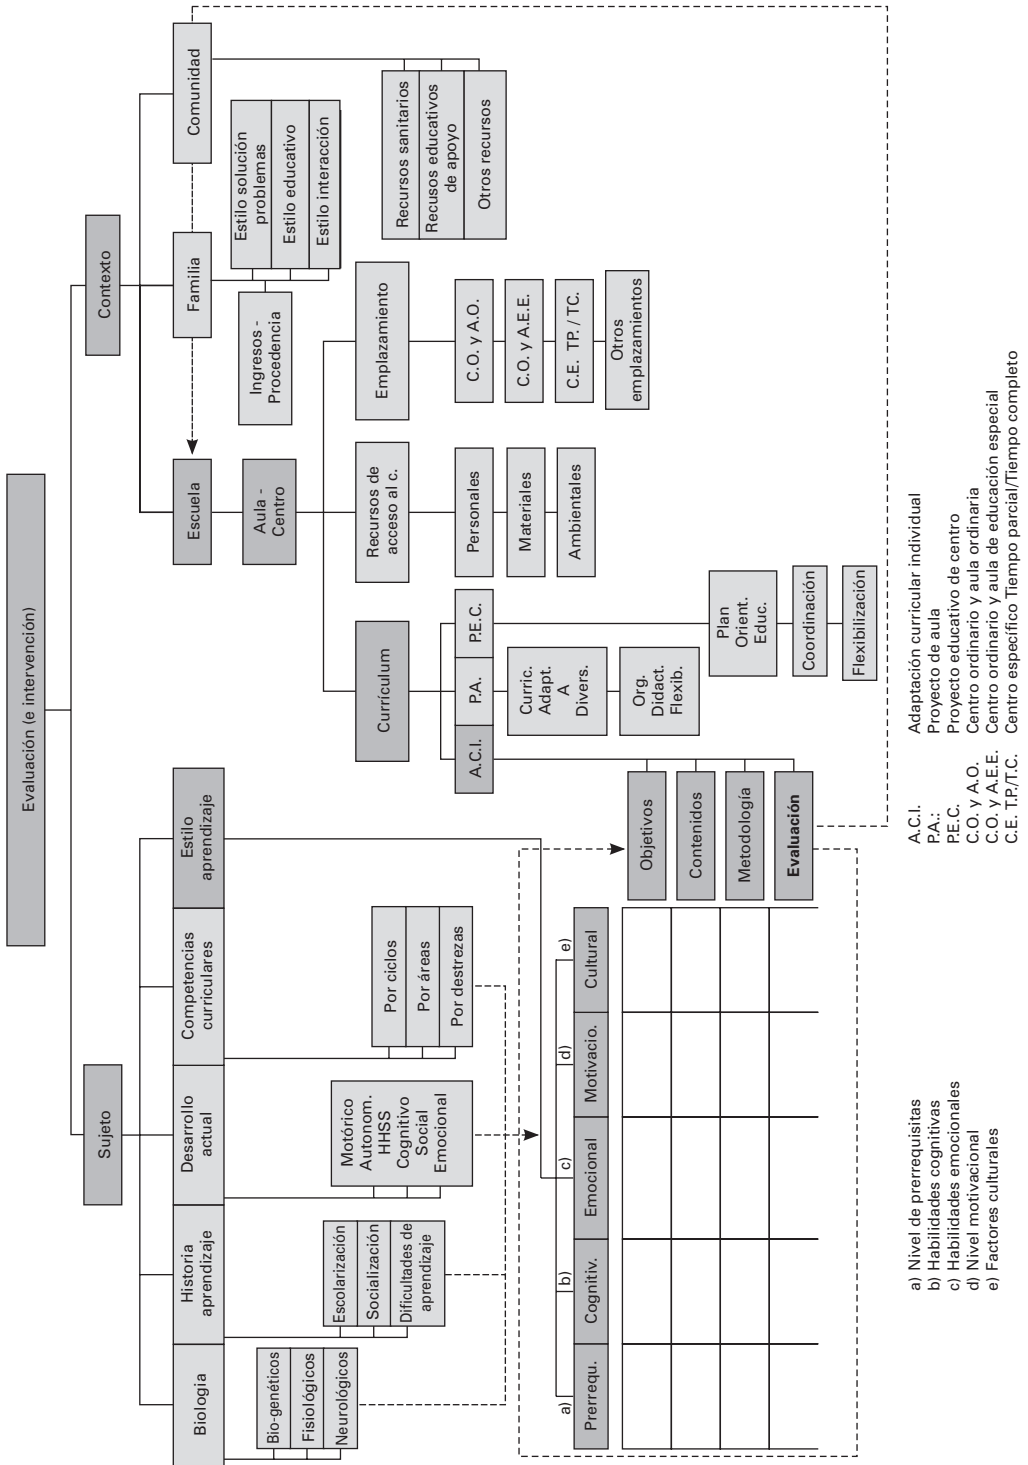 Evaluación (e intervención)
Sujeto
Contexto
Biologia
Historia
aprendizaje
Desarrollo
actual
Competencias
curriculares
Estilo
aprendizaje
Escuela
Familia
Comunidad
Bio-genéticos
Fisiológicos
Neurológicos
Escolarización
Socialización
Dificultades de
aprendizaje
Motórico
Autonom.
HHSS
Cognitivo
Social
Emocional
Por ciclos
Por áreas
Por destrezas
Aula -
Centro
Ingresos -
Procedencia
Estilo solución
problemas
Estilo educativo
Estilo interacción
Recursos sanitarios
Recusos educativos
de apoyo
Otros recursos
Currículum
Recursos de
acceso al c.
Emplazamiento
A.C.I.
P.A.
P.E.C.
Personales
Materiales
Ambientales
C.O. y A.O.
C.O. y A.E.E.
C.E. TP. / TC.
Otros
emplazamientos
Curric.
Adapt.
A
Divers.
Org.
Didact.
Flexib.
Plan
Orient.
Educ.
Coordinación
Flexibilización
a)
b)
c)
d)
e)
Prerrequ.
Cognitiv.
Emocional
Motivacio.
Cultural
Objetivos
Contenidos
Metodología
Evaluación
a) Nivel de prerrequisitas
b) Habilidades cognitivas
c) Habilidades emocionales
d) Nivel motivacional
e) Factores culturales
A.C.I. Adaptación curricular individual
P.A.: Proyecto de aula
P.E.C. Proyecto educativo de centro
C.O. y A.O. Centro ordinario y aula ordinaria
C.O. y A.E.E. Centro ordinario y aula de educación especial
C.E. T.P./T.C. Centro específico Tiempo parcial/Tiempo completo